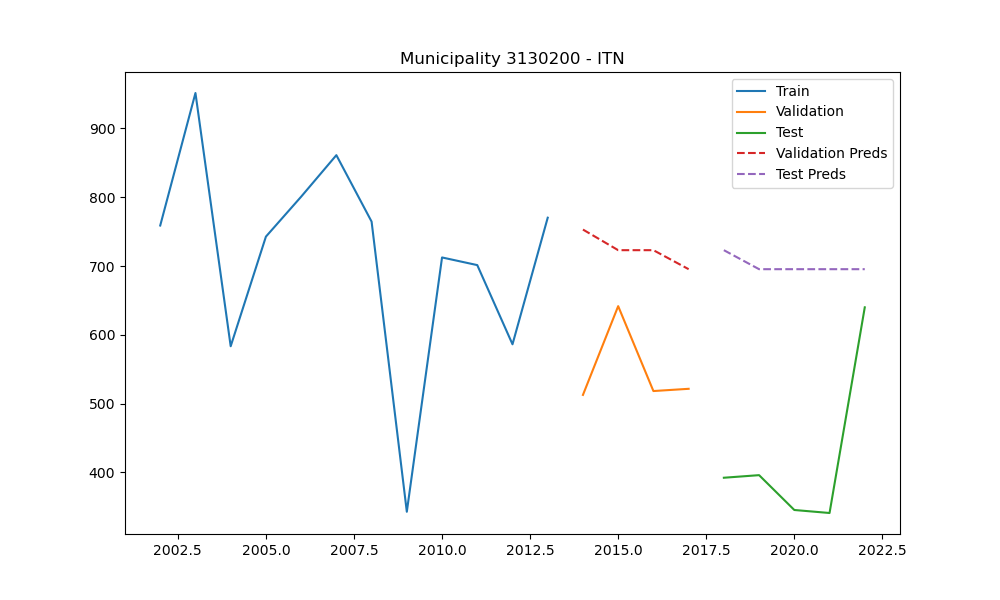 Municipality 3130200 - ITN
Train
Validation
Test
Validation Preds
Test Preds
900
800
700
600
500
400
2002.5 2005.0 2007.5 2010.0 2012.5 2015.0 2017.5 2020.0 2022.5